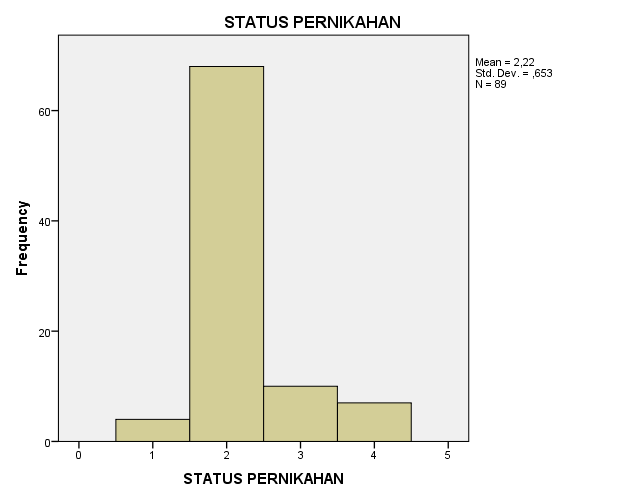 STATUS PERNIKAHAN
Mean = 2,22
Std. Dev. = ,653
N = 89
Frequency
60
40
20
0
0 1 2 3 4 5
STATUS PERNIKAHAN